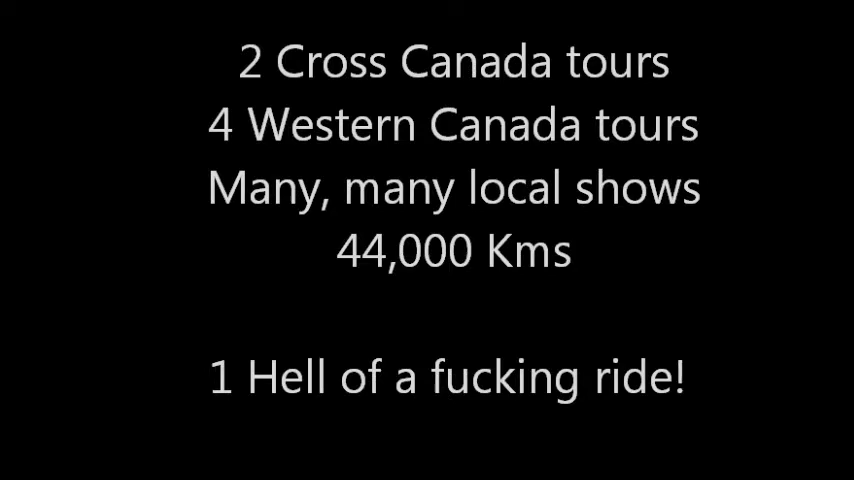 2 Cross Canada tours
4 Western Canada tours
Many, many local shows
44,000 Kms
1 Hell of a fucking ride!